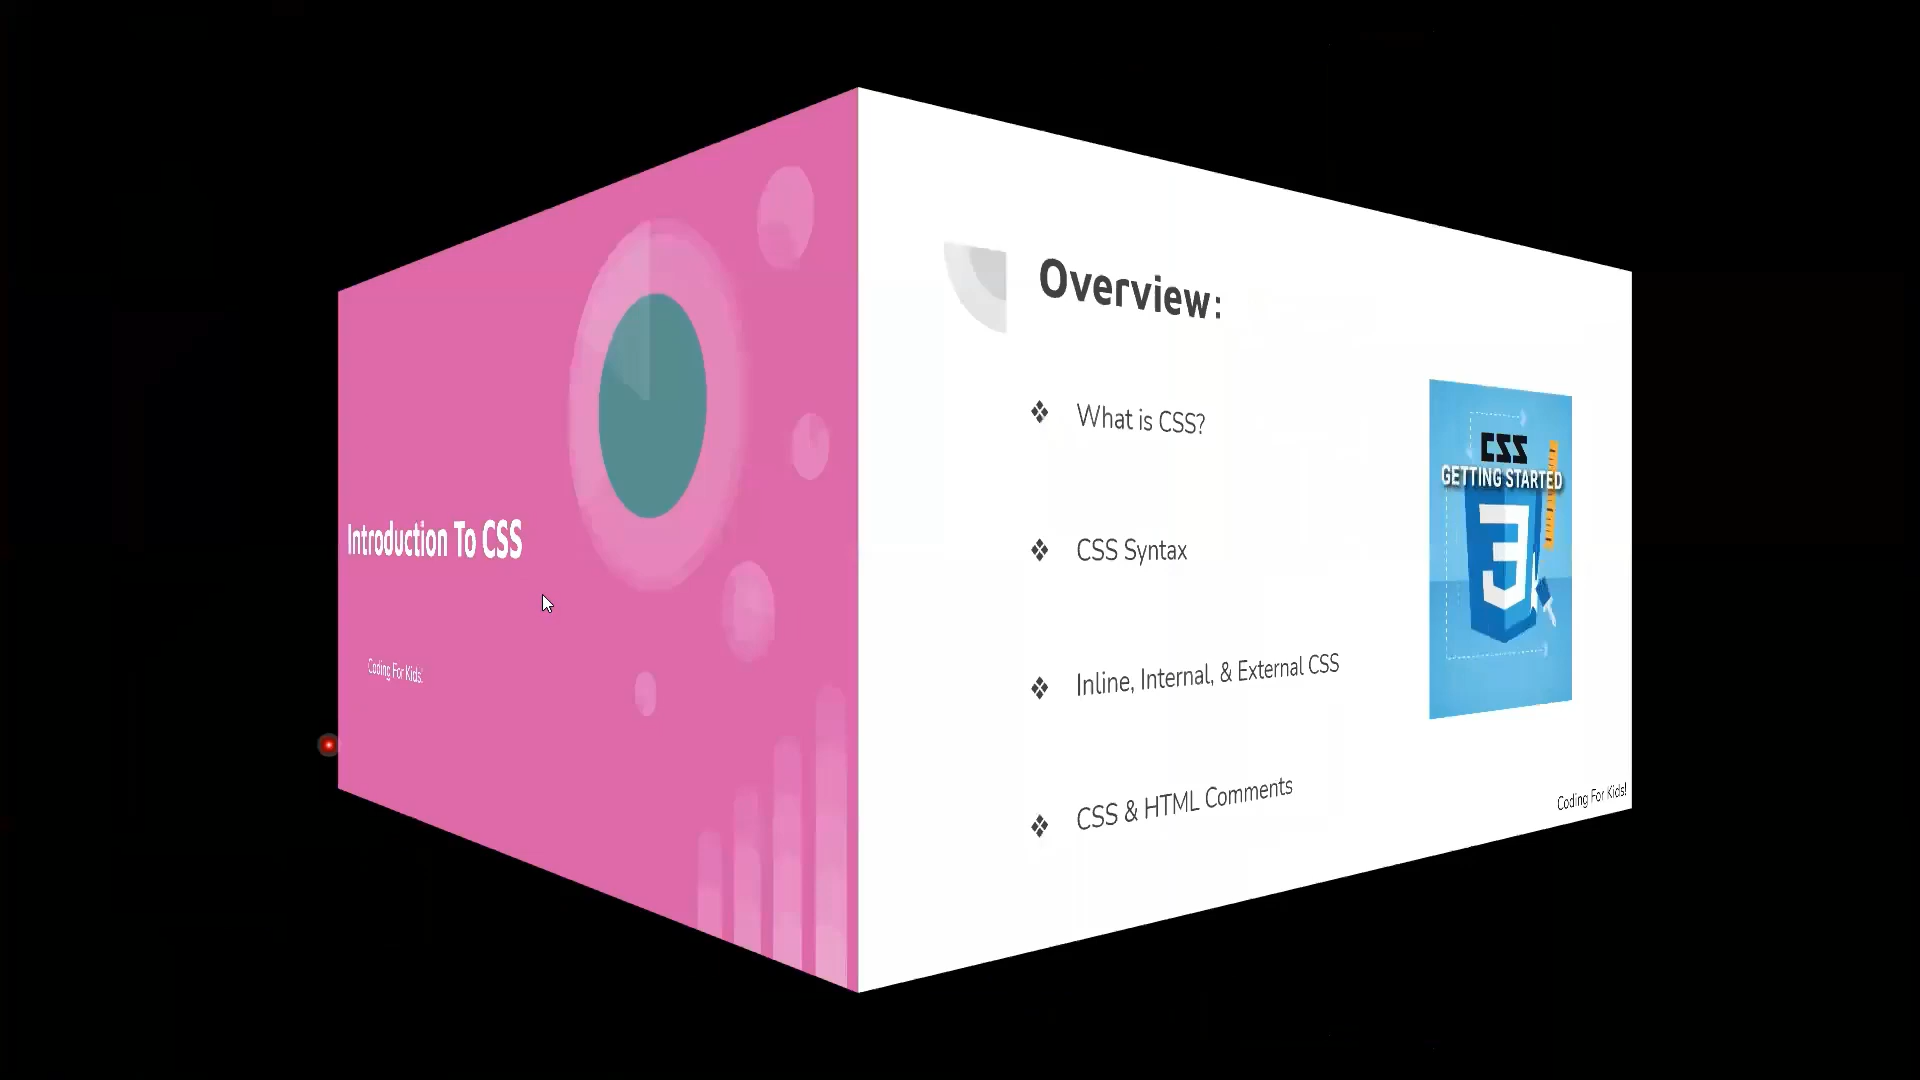 Introduction To CSS
Coding For Kids!
Overview:
❖ What is CSS?
❖ CSS Syntax
❖ Inline, Internal, & External CSS
❖ CSS & HTML Comments
CSS
GETTING STARTED
3
Coding For Kids!